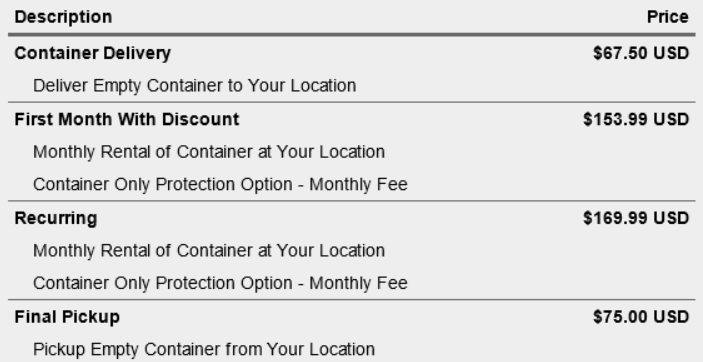 Description Price
Container Delivery $67.50 USD
Deliver Empty Container to Your Location
First Month With Discount $153.99 USD
Monthly Rental of Container at Your Location
Container Only Protection Option - Monthly Fee
Recurring $169.99 USD
Monthly Rental of Container at Your Location
Container Only Protection Option - Monthly Fee
Final Pickup $75.00 USD
Pickup Empty Container from Your Location